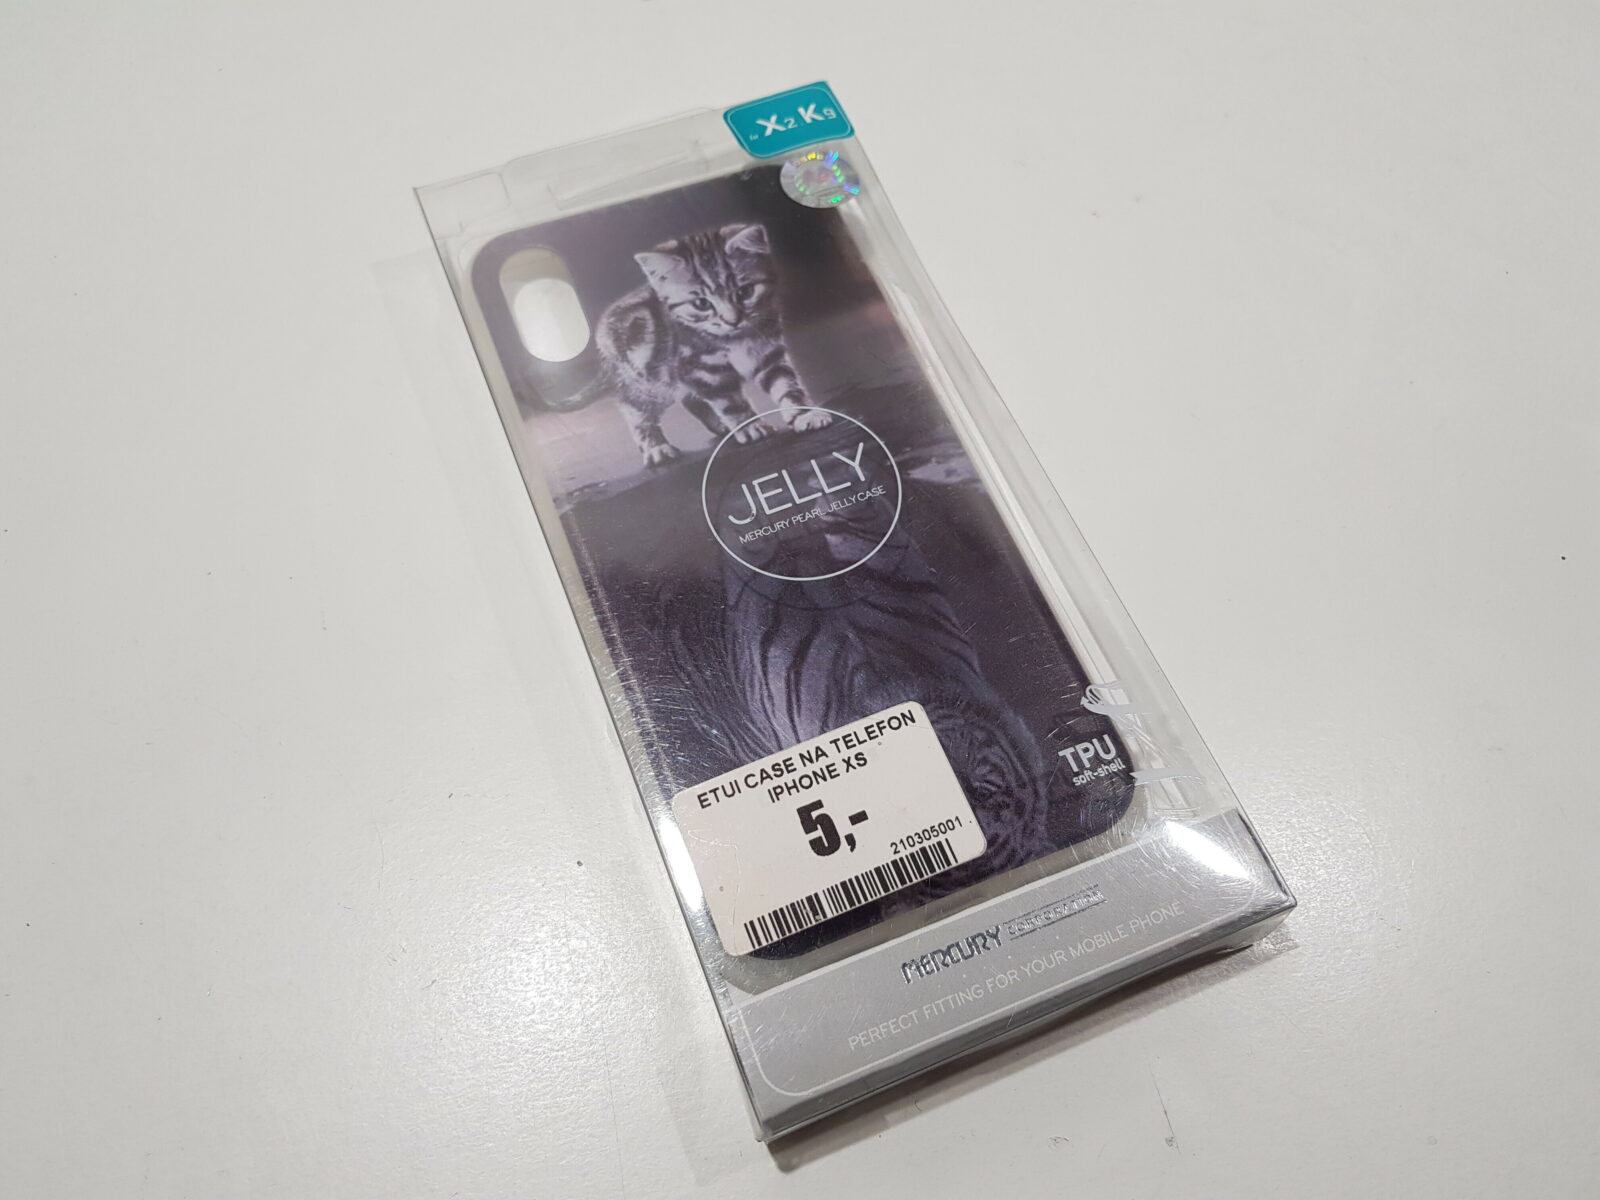 for X2 K9
JELLY
MERCURY PEARL JELLY CASE
TPU
soft-shell
ETUI CASE NA TELEFON
IPHONE XS
5,-
210305001
MERCURY CORPORATION
PERFECT FITTING FOR YOUR MOBILE PHONE